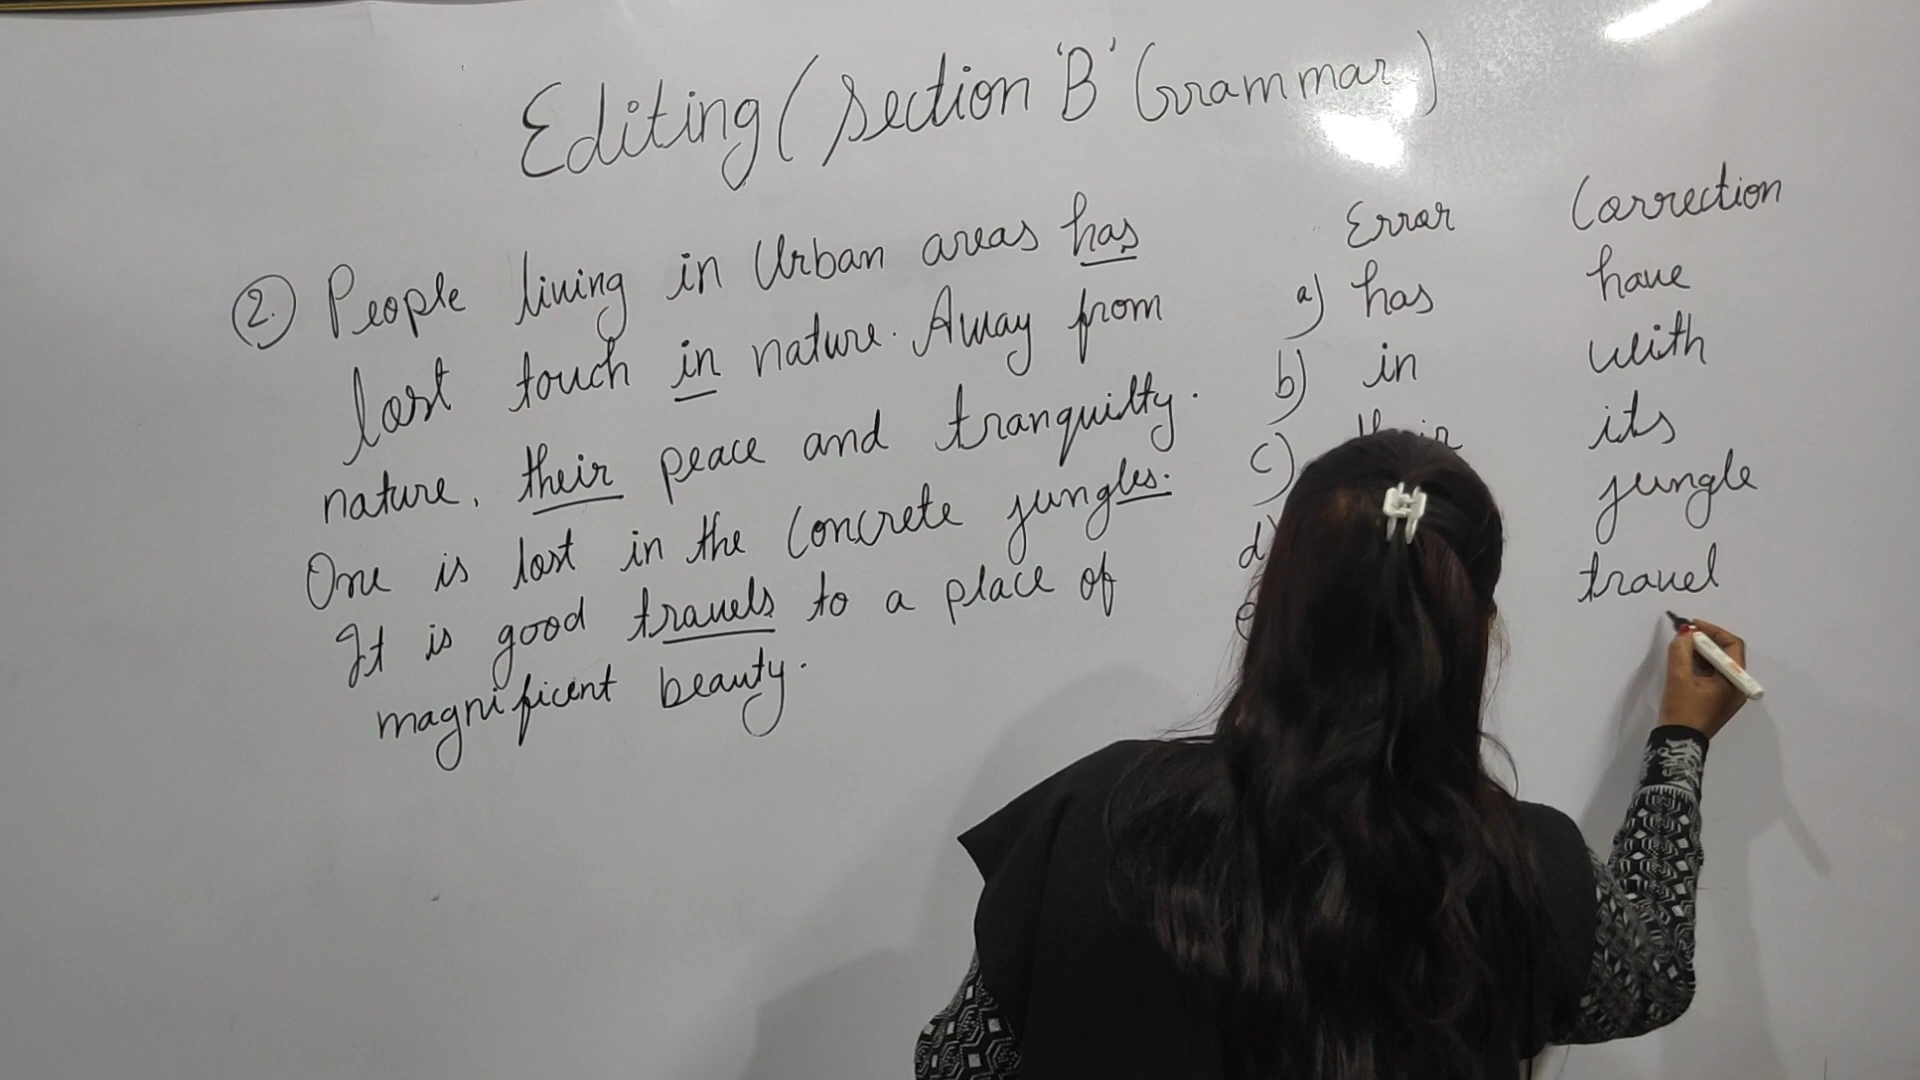 Editing (Section 'B' Grammar)
Error Correction
② People living in Urban areas has
lost touch in nature. Away from
nature, their peace and tranquilty.
One is lost in the Concrete jungles.
It is good travels to a place of
magnificent beauty.
a) has have
b) in with
c) their its
d) jungle
e) travel